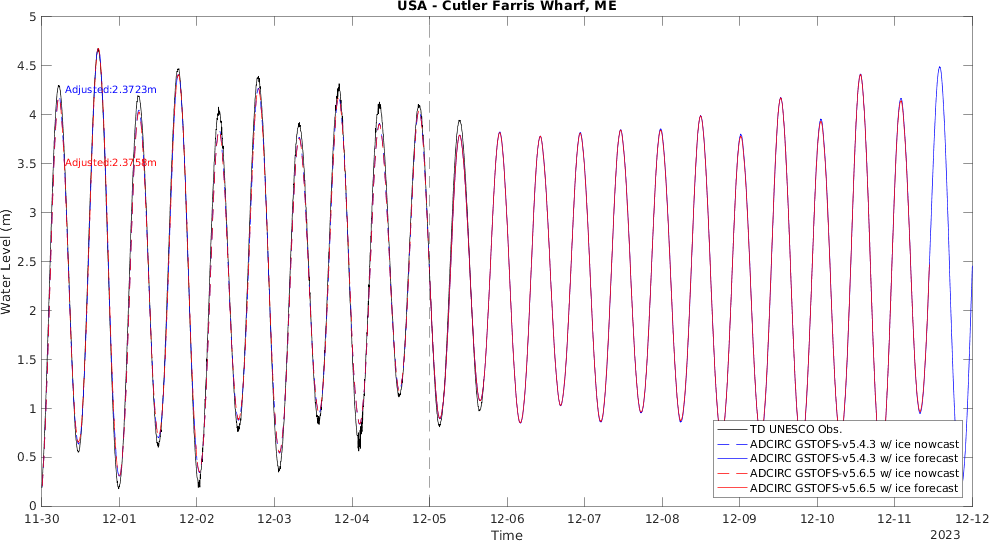 USA - Cutler Farris Wharf, ME
5
4.5
4
3.5
3
2.5
2
1.5
1
0.5
0
Water Level (m)
Adjusted:2.3723m
Adjusted:2.3758m
TD UNESCO Obs.
ADCIRC GSTOFS-v5.4.3 w/ ice nowcast
ADCIRC GSTOFS-v5.4.3 w/ ice forecast
ADCIRC GSTOFS-v5.6.5 w/ ice nowcast
ADCIRC GSTOFS-v5.6.5 w/ ice forecast
11-30 12-01 12-02 12-03 12-04 12-05 12-06 12-07 12-08 12-09 12-10 12-11 12-12
Time
2023